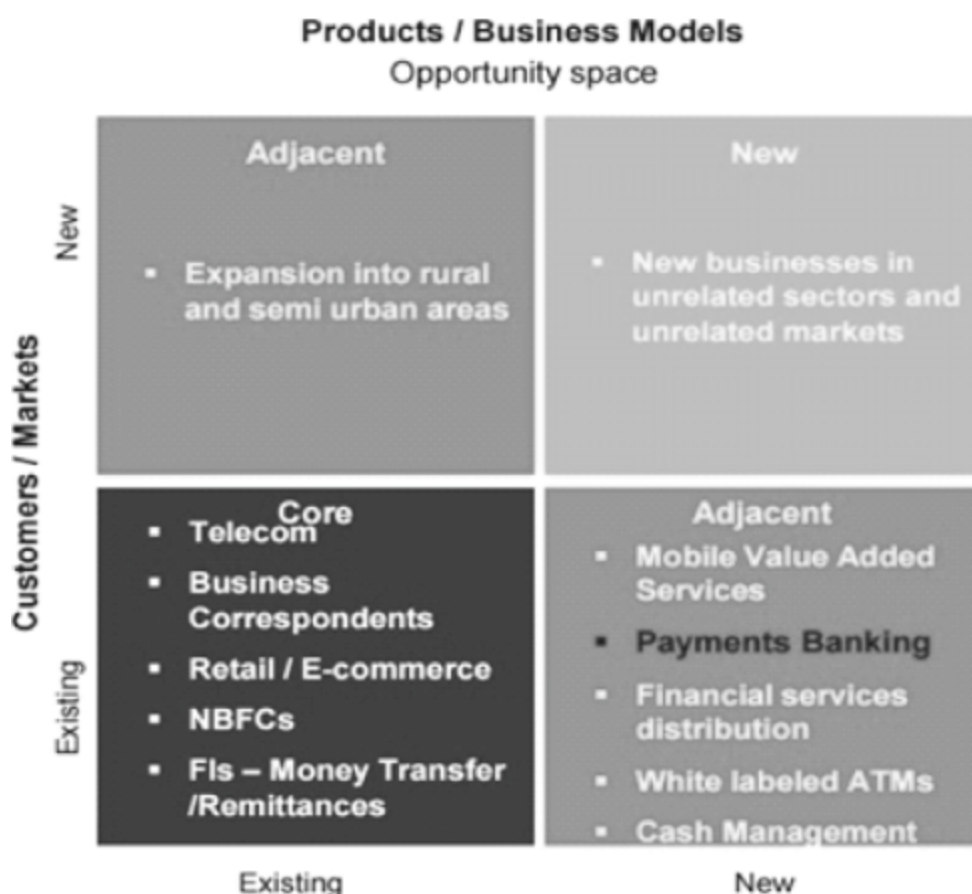 Products / Business Models
Opportunity space
Customers / Markets
New
Existing
Adjacent
▪ Expansion into rural
and semi urban areas
New
▪ New businesses in
unrelated sectors and
unrelated markets
Core
▪ Telecom
▪ Business
Correspondents
▪ Retail / E-commerce
▪ NBFCs
▪ FIs – Money Transfer
/Remittances
Adjacent
▪ Mobile Value Added
Services
▪ Payments Banking
▪ Financial services
distribution
▪ White labeled ATMs
▪ Cash Management
Existing
New